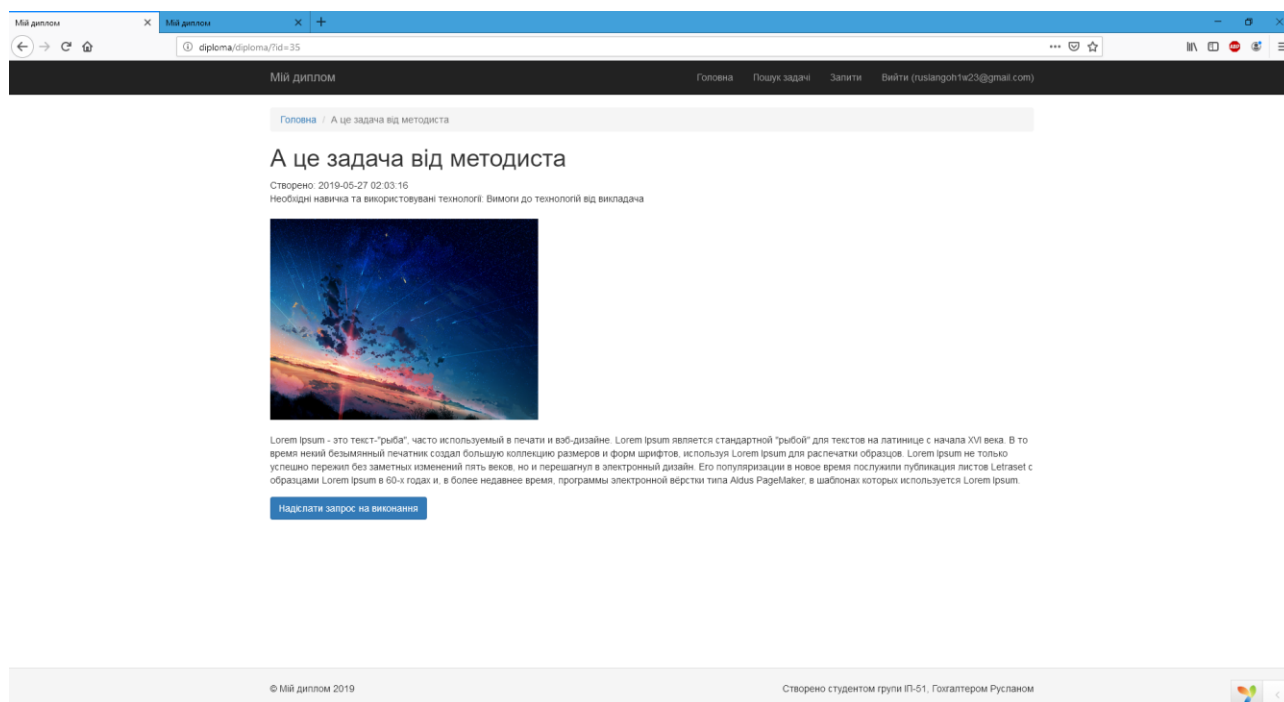 Мій диплом
Мій диплом
diploma/diploma/?id=35
Мій диплом
Головна Пошук задачі Запити Вийти (ruslangoh1w23@gmail.com)
Головна / А це задача від методиста
А це задача від методиста
Створено: 2019-05-27 02:03:16
Необхідні навичка та використовувані технології: Вимоги до технологій від викладача
Lorem Ipsum - это текст-"рыба", часто используемый в печати и вэб-дизайне. Lorem Ipsum является стандартной "рыбой" для текстов на латинице с начала XVI века. В то
время некий безымянный печатник создал большую коллекцию размеров и форм шрифтов, используя Lorem Ipsum для распечатки образцов. Lorem Ipsum не только
успешно пережил без заметных изменений пять веков, но и перешагнул в электронный дизайн. Его популяризации в новое время послужили публикация листов Letraset с
образцами Lorem Ipsum в 60-х годах и, в более недавнее время, программы электронной вёрстки типа Aldus PageMaker, в шаблонах которых используется Lorem Ipsum.
Надіслати запрос на виконання
© Мій диплом 2019
Створено студентом групи ІП-51, Гохгалтером Русланом